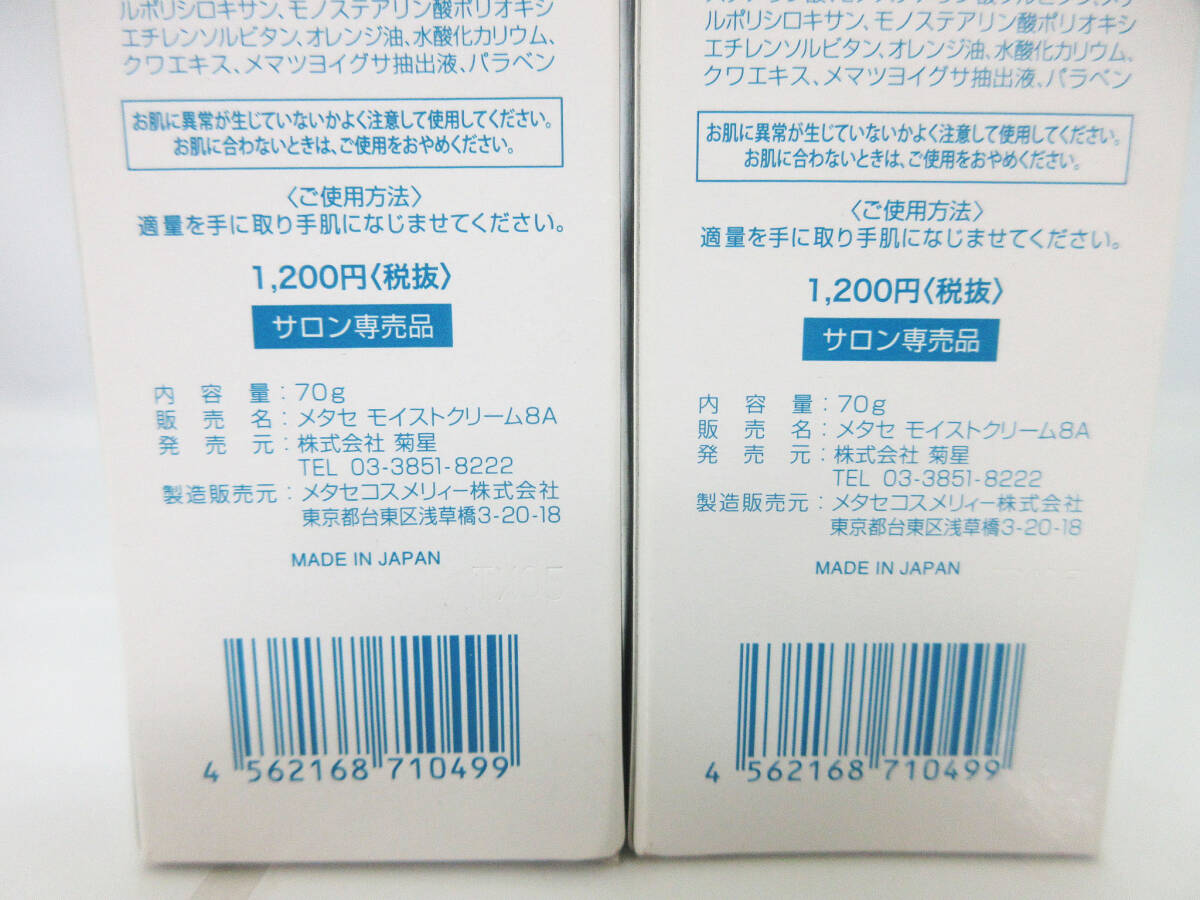 ルポリシロキサン、モノステアリン酸ポリオキシ
エチレンソルビタン、オレンジ油、水酸化カリウム、
クワエキス、メマツヨイグサ抽出液、パラベン
お肌に異常が生じていないかよく注意して使用してください。
お肌に合わないときは、ご使用をおやめください。
〈ご使用方法〉
適量を手に取り手肌になじませてください。
1,200円〈税抜〉
サロン専売品
内容量：70g
販売名：メタセ モイストクリーム8A
発売元：株式会社 菊星
TEL 03-3851-8222
製造販売元：メタセコスメリィー株式会社
東京都台東区浅草橋3-20-18
MADE IN JAPAN
4 562168 710499
ルポリシロキサン、モノステアリン酸ポリオキシ
エチレンソルビタン、オレンジ油、水酸化カリウム、
クワエキス、メマツヨイグサ抽出液、パラベン
お肌に異常が生じていないかよく注意して使用してください。
お肌に合わないときは、ご使用をおやめください。
〈ご使用方法〉
適量を手に取り手肌になじませてください。
1,200円〈税抜〉
サロン専売品
内容量：70g
販売名：メタセ モイストクリーム8A
発売元：株式会社 菊星
TEL 03-3851-8222
製造販売元：メタセコスメリィー株式会社
東京都台東区浅草橋3-20-18
MADE IN JAPAN
4 562168 710499